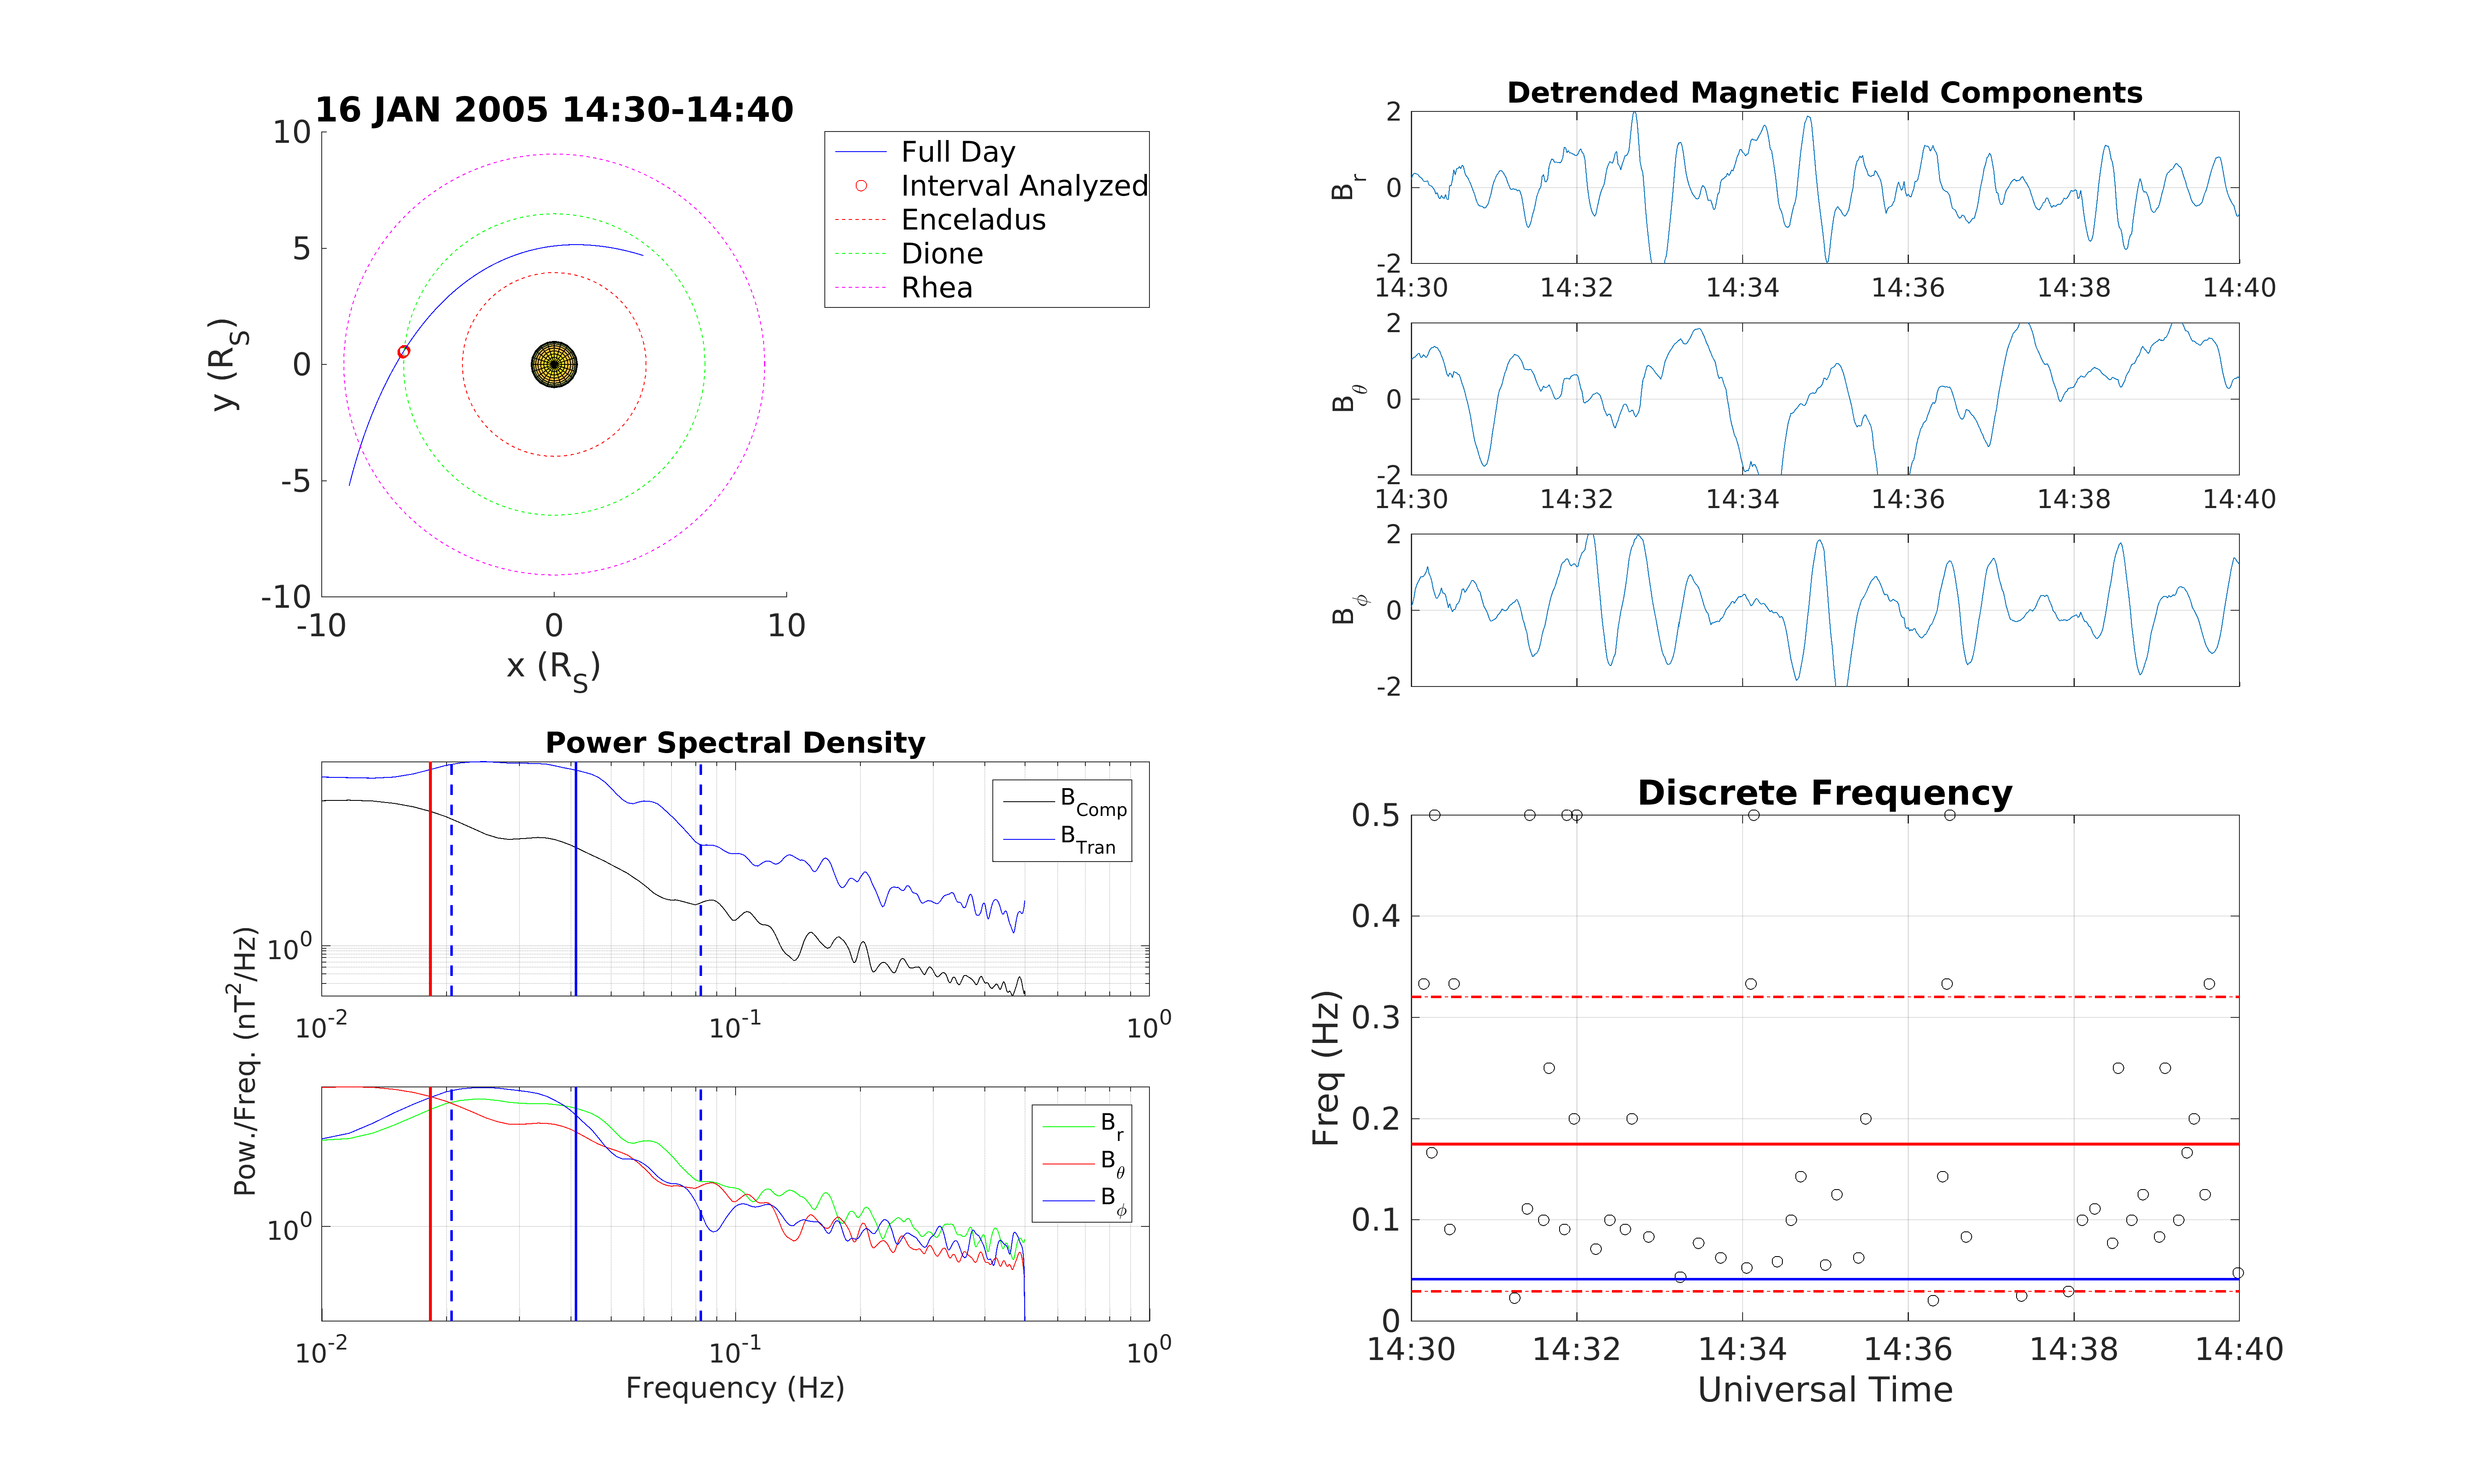 16 JAN 2005 14:30-14:40
10
5
0
-5
-10
-10 0 10
y (R_S)
x (R_S)
Full Day
Interval Analyzed
Enceladus
Dione
Rhea
Detrended Magnetic Field Components
B_r
2
0
-2
14:30 14:32 14:34 14:36 14:38 14:40
B_θ
2
0
-2
14:30 14:32 14:34 14:36 14:38 14:40
B_ϕ
2
0
-2
Power Spectral Density
B_Comp
B_Tran
10^0
10^-2 10^-1 10^0
Pow./Freq. (nT^2/Hz)
B_r
B_θ
B_ϕ
10^0
10^-2 10^-1 10^0
Frequency (Hz)
Discrete Frequency
0.5
0.4
0.3
0.2
0.1
0
Freq (Hz)
14:30 14:32 14:34 14:36 14:38 14:40
Universal Time